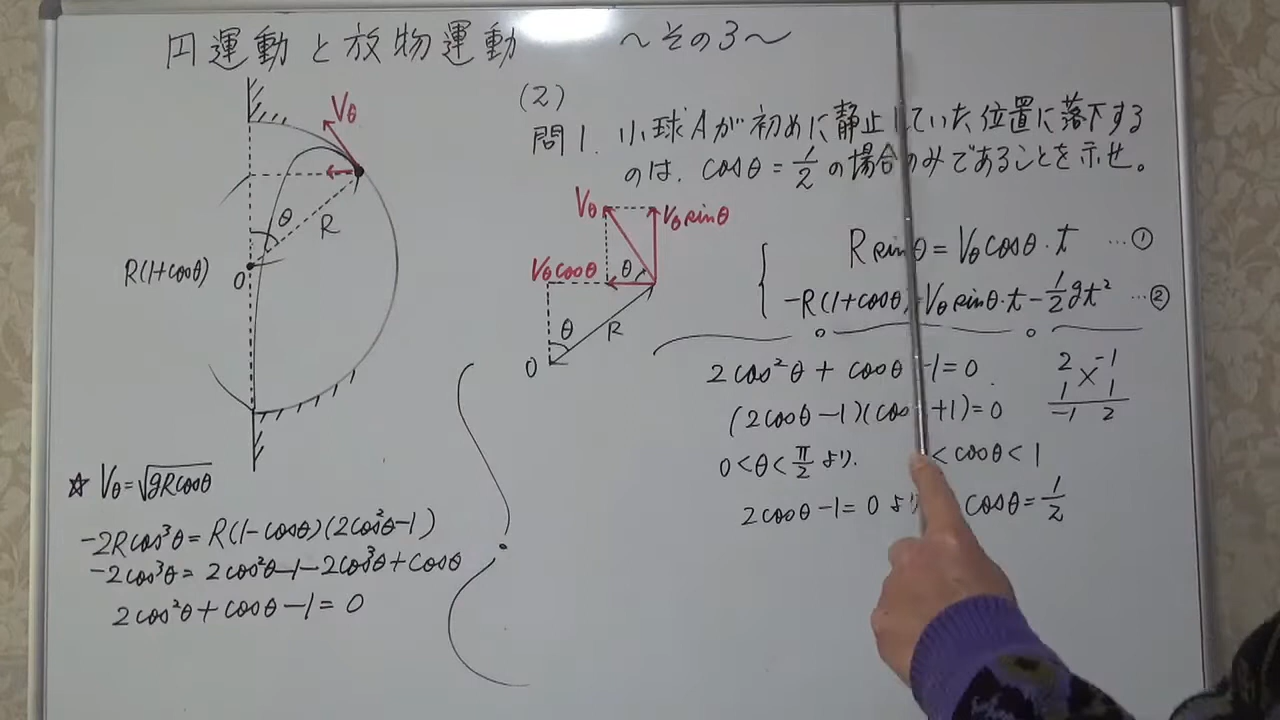 円運動と放物運動 ～その3～
Vθ
θ
R
R(1+cosθ)
O
☆ Vθ=√gRcosθ
-2Rcos³θ=R(1-cosθ)(2cos²θ-1)
-2cos³θ=2cos²θ-1-2cos³θ+cosθ
2cos²θ+cosθ-1=0
(2)
問1. 小球Aが初めに静止していた位置に落下する
のは、cosθ=1/2の場合のみであることを示せ。
Vθ
Vθsinθ
Vθcosθ
θ
θ
R
O
Rsinθ=Vθcosθ·t …①
-R(1+cosθ) Vθsinθ·t-1/2gt² …②
2cos²θ+cosθ-1=0
(2cosθ-1)(cos +1)=0
2 -1
1 1
-1 2
0<θ<π/2 より、 <cosθ<1
2cosθ-1=0 より cosθ=1/2